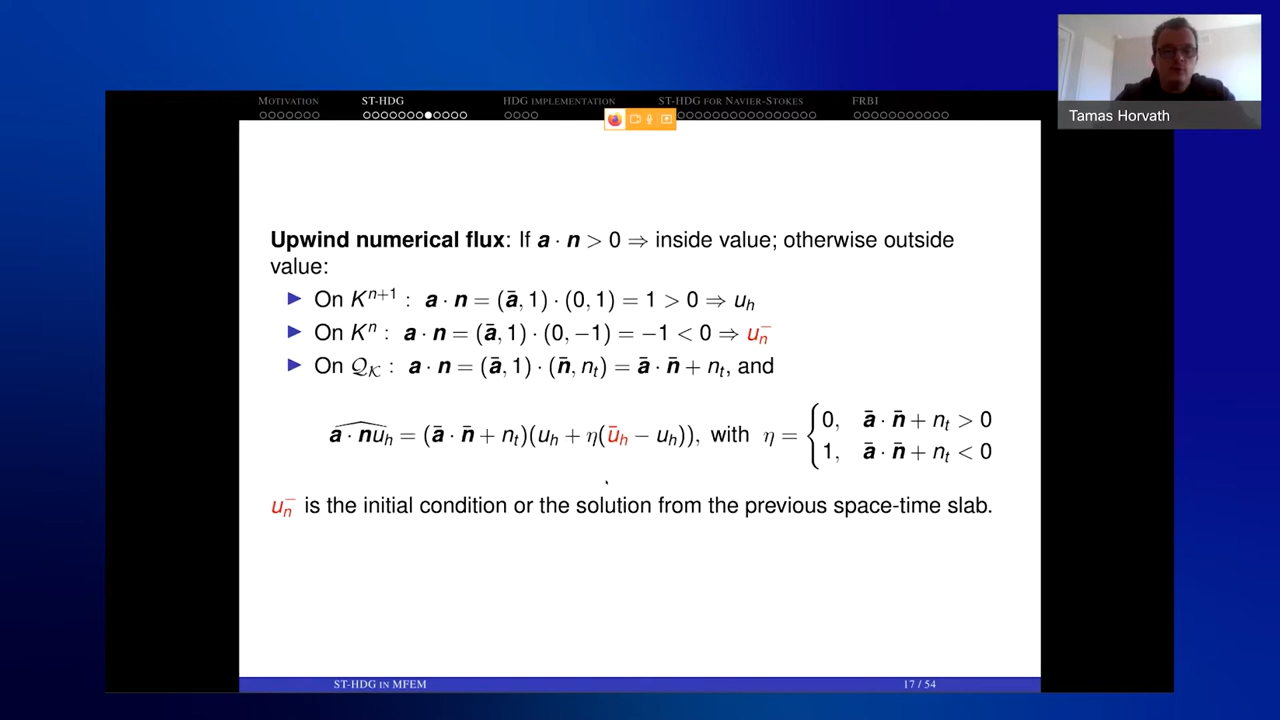 MOTIVATION ST-HDG HDG IMPLEMENTATION ST-HDG FOR NAVIER-STOKES FRBI
Tamas Horvath
Upwind numerical flux: If a · n > 0 ⇒ inside value; otherwise outside
value:
On Kⁿ⁺¹ : a · n = (ā, 1) · (0, 1) = 1 > 0 ⇒ u_h
On Kⁿ : a · n = (ā, 1) · (0, −1) = −1 < 0 ⇒ u_n^−
On 𝒬_𝒦 : a · n = (ā, 1) · (n̄, n_t) = ā · n̄ + n_t, and
\widehat{a · nu_h} = (ā · n̄ + n_t)(u_h + η(ū_h − u_h)), with η = { 0, ā · n̄ + n_t > 0
1, ā · n̄ + n_t < 0
u_n^− is the initial condition or the solution from the previous space-time slab.
ST-HDG IN MFEM 17 / 54